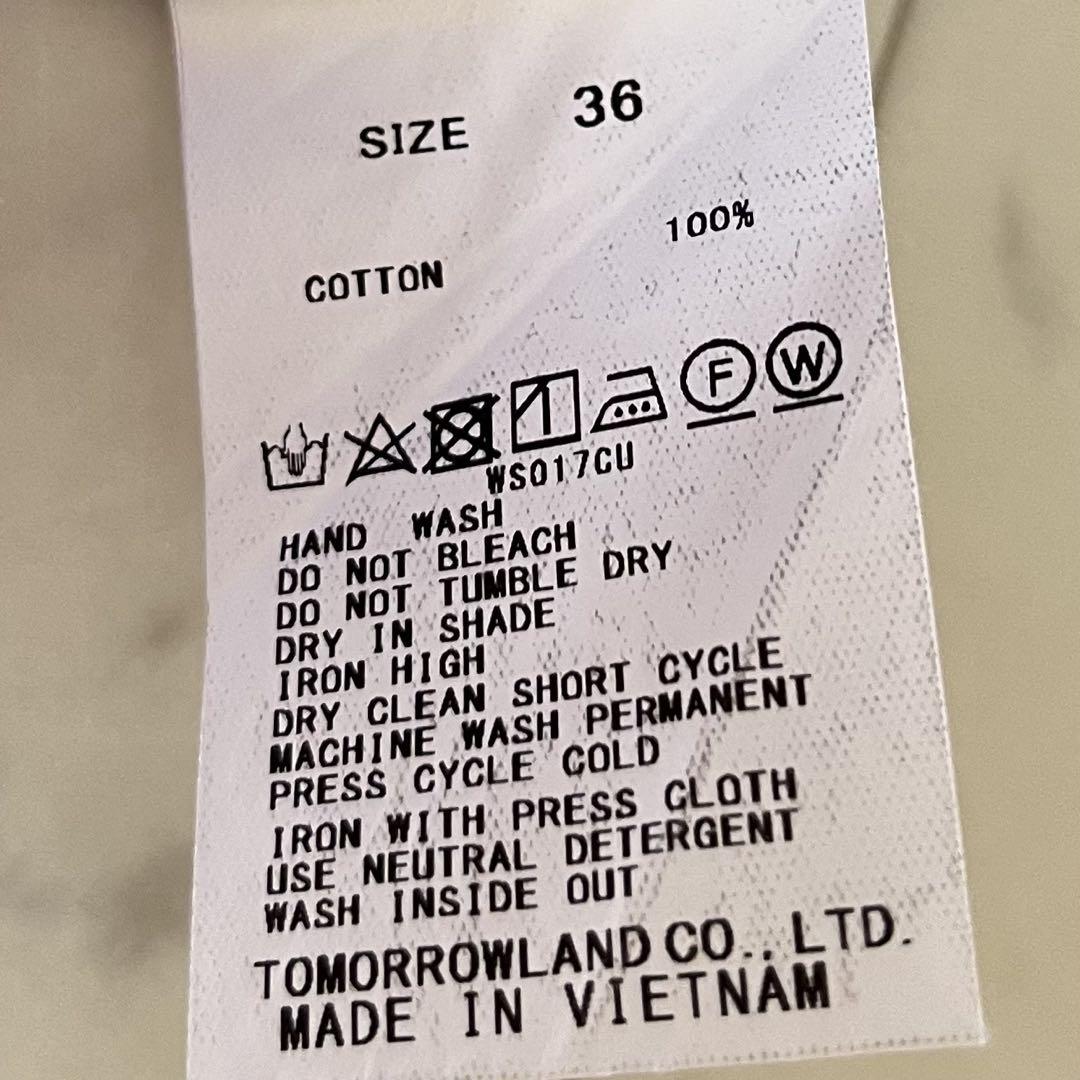 SIZE 36
COTTON 100%
F W
WS017CU
HAND WASH
DO NOT BLEACH
DO NOT TUMBLE DRY
DRY IN SHADE
IRON HIGH
DRY CLEAN SHORT CYCLE
MACHINE WASH PERMANENT
PRESS CYCLE COLD
IRON WITH PRESS CLOTH
USE NEUTRAL DETERGENT
WASH INSIDE OUT
TOMORROWLAND CO., LTD.
MADE IN VIETNAM